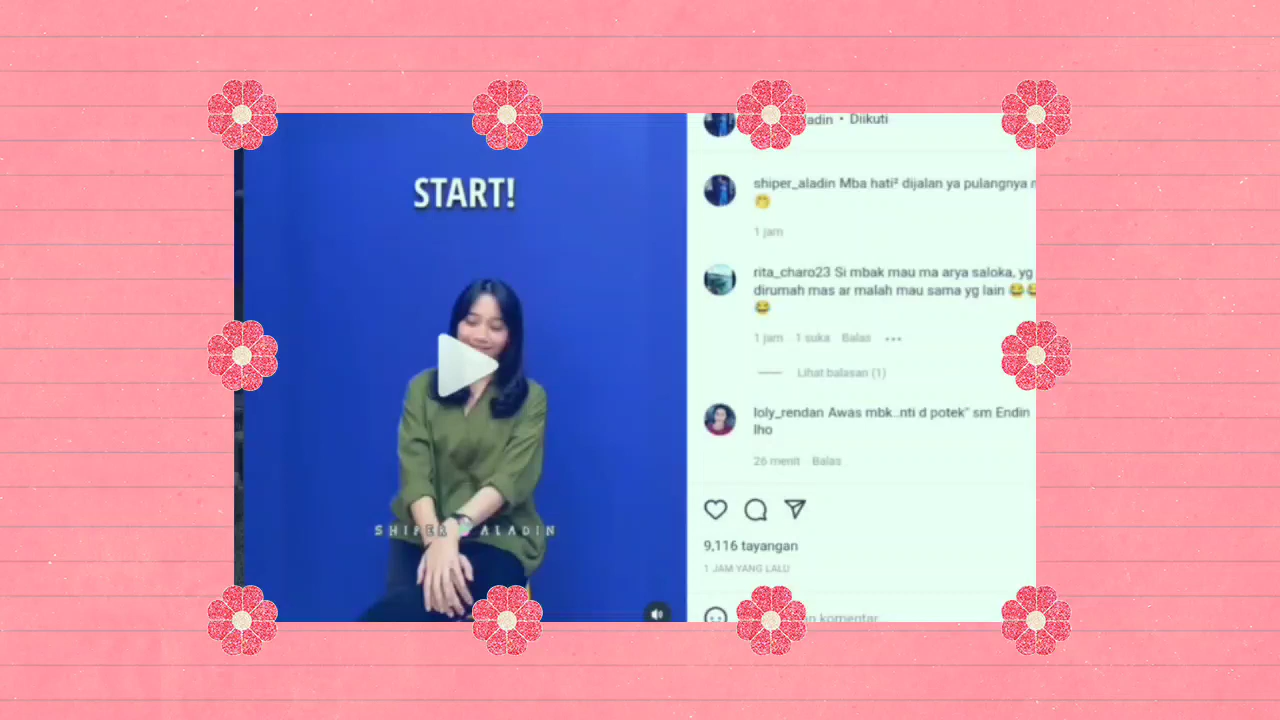 START!
SHIPER ALADIN
adin • Diikuti
shiper_aladin Mba hati² dijalan ya pulangnya
🤭
1 jam
rita_charo23 Si mbak mau ma arya saloka, yg
dirumah mas ar malah mau sama yg lain 😂😂
😂
1 jam 1 suka Balas •••
Lihat balasan (1)
loly_rendan Awas mbk..nti d potek" sm Endin
lho
26 menit Balas
9,116 tayangan
1 JAM YANG LALU
komentar